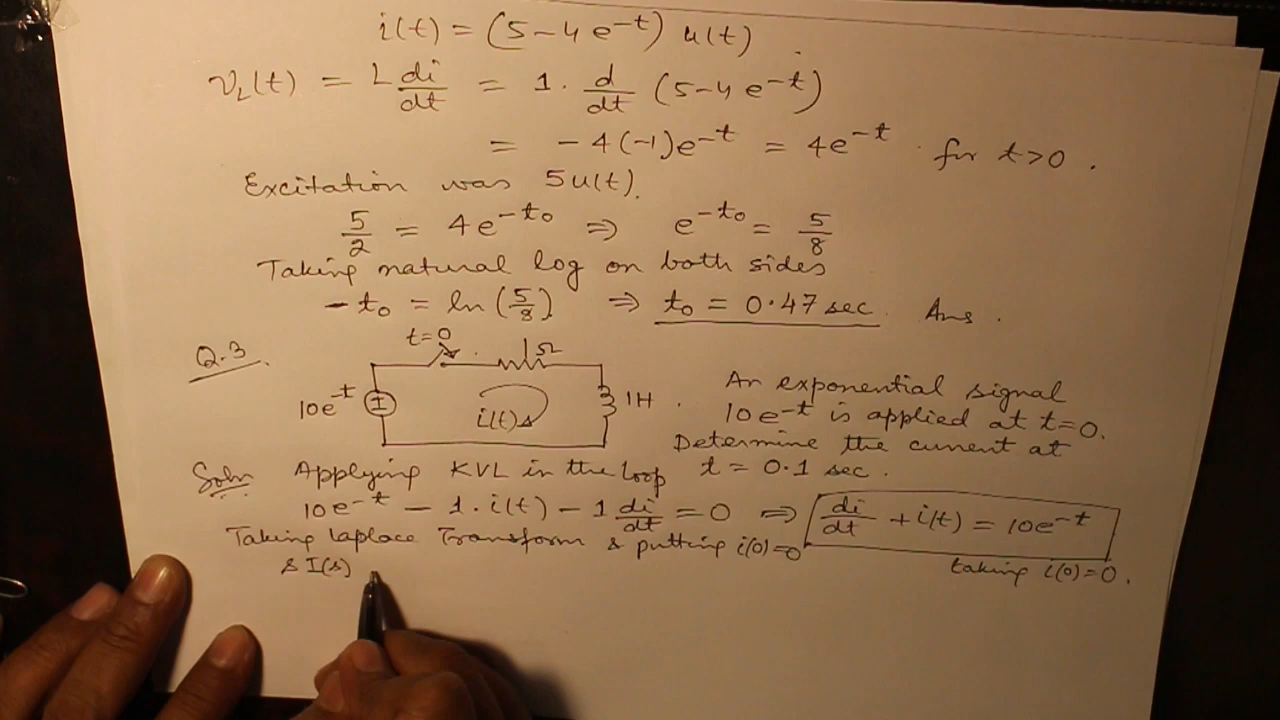 i(t) = (5 - 4e^{-t}) u(t)
v_L(t) = L di/dt = 1 · d/dt (5 - 4e^{-t})
= -4(-1)e^{-t} = 4e^{-t} for t>0 .
Excitation was 5u(t).
5/2 = 4e^{-t_0} ⇒ e^{-t_0} = 5/8
Taking natural log on both sides
-t_0 = ln(5/8) ⇒ t_0 = 0.47 sec Ans .
Q.3
t=0
1Ω
10e^{-t}
i(t)
1H
An exponential signal
10e^{-t} is applied at t=0.
Determine the current at
t = 0.1 sec .
Soln Applying KVL in the loop
10e^{-t} - 1·i(t) - 1 di/dt = 0 ⇒ di/dt + i(t) = 10e^{-t}
taking i(0)=0 .
Taking Laplace Transform & putting i(0)=0
s I(s)